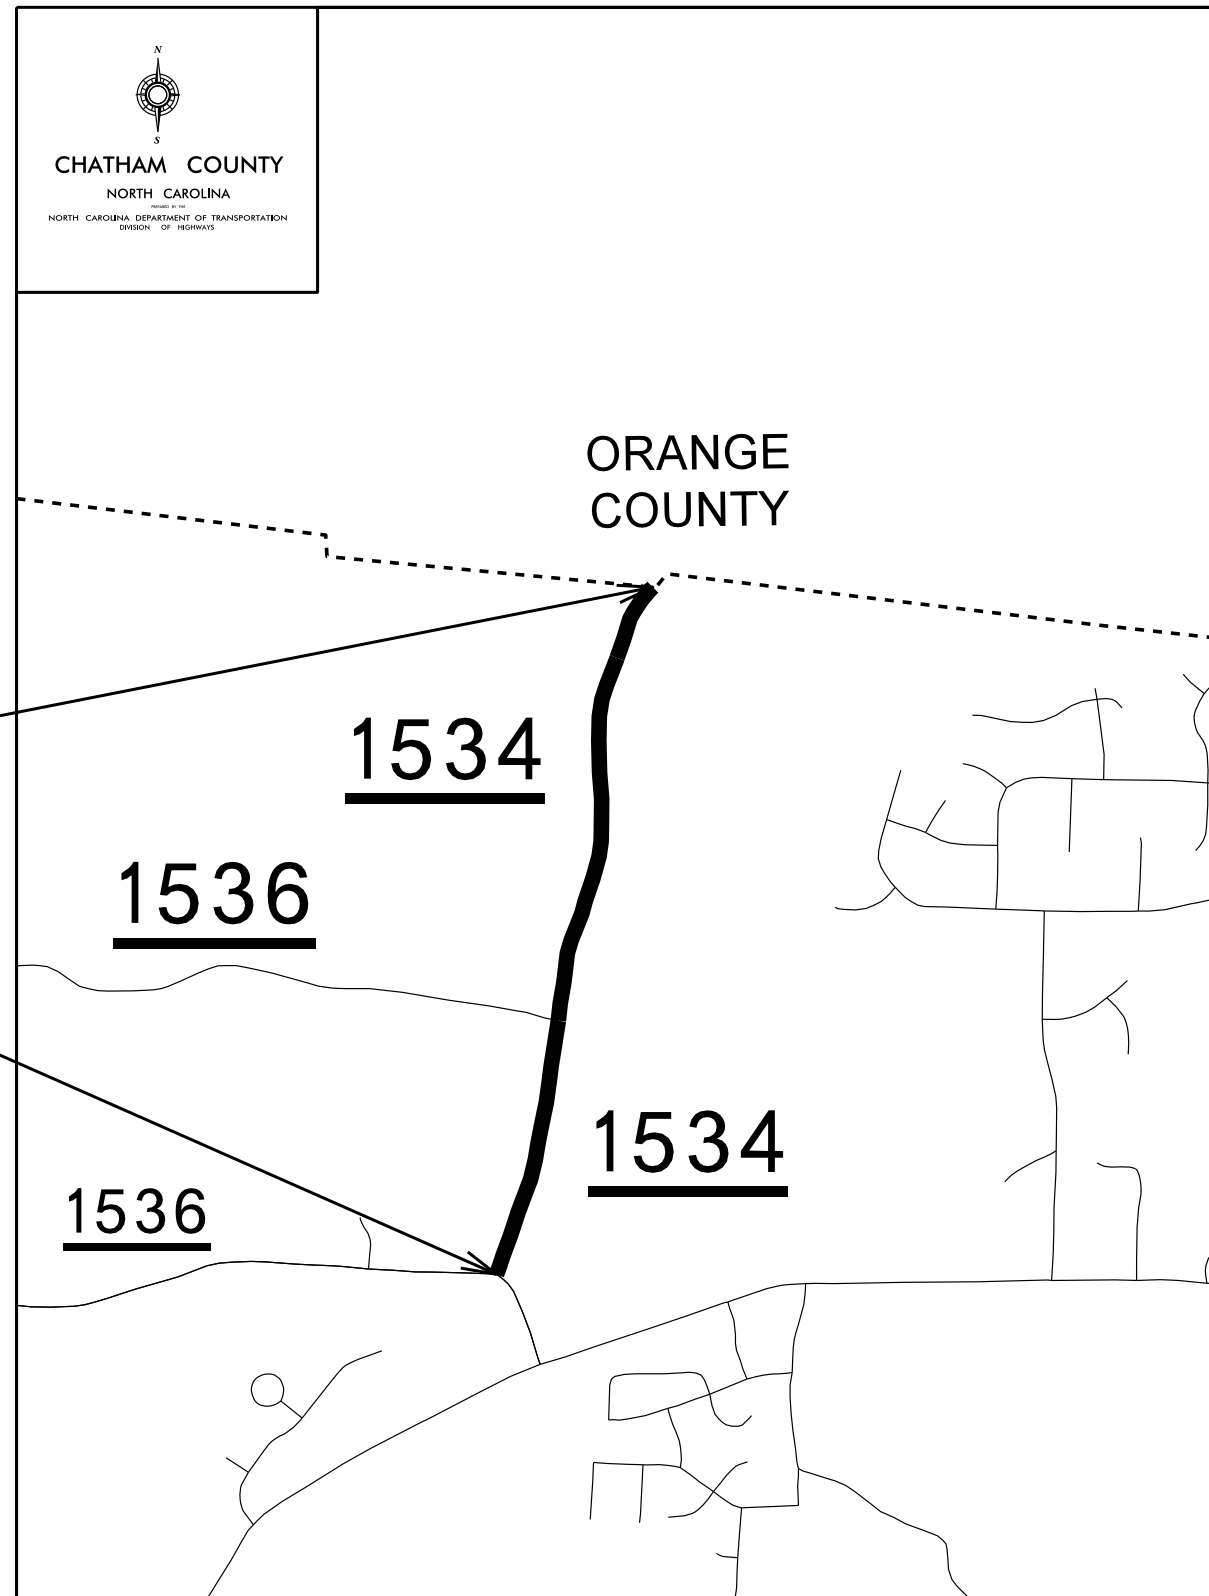 N
S
CHATHAM COUNTY
NORTH CAROLINA
PREPARED BY THE
NORTH CAROLINA DEPARTMENT OF TRANSPORTATION
DIVISION OF HIGHWAYS
ORANGE
COUNTY
1534
1536
1534
1536